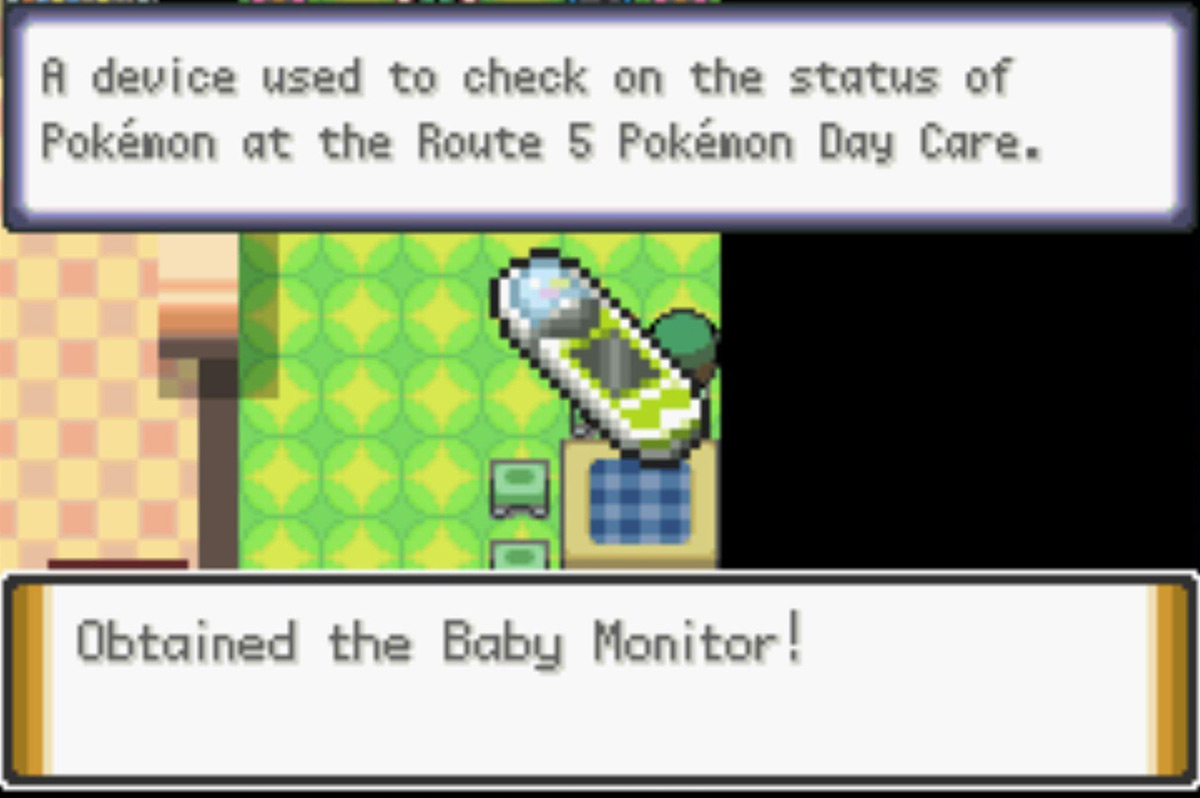 A device used to check on the status of
Pokémon at the Route 5 Pokémon Day Care.
Obtained the Baby Monitor!